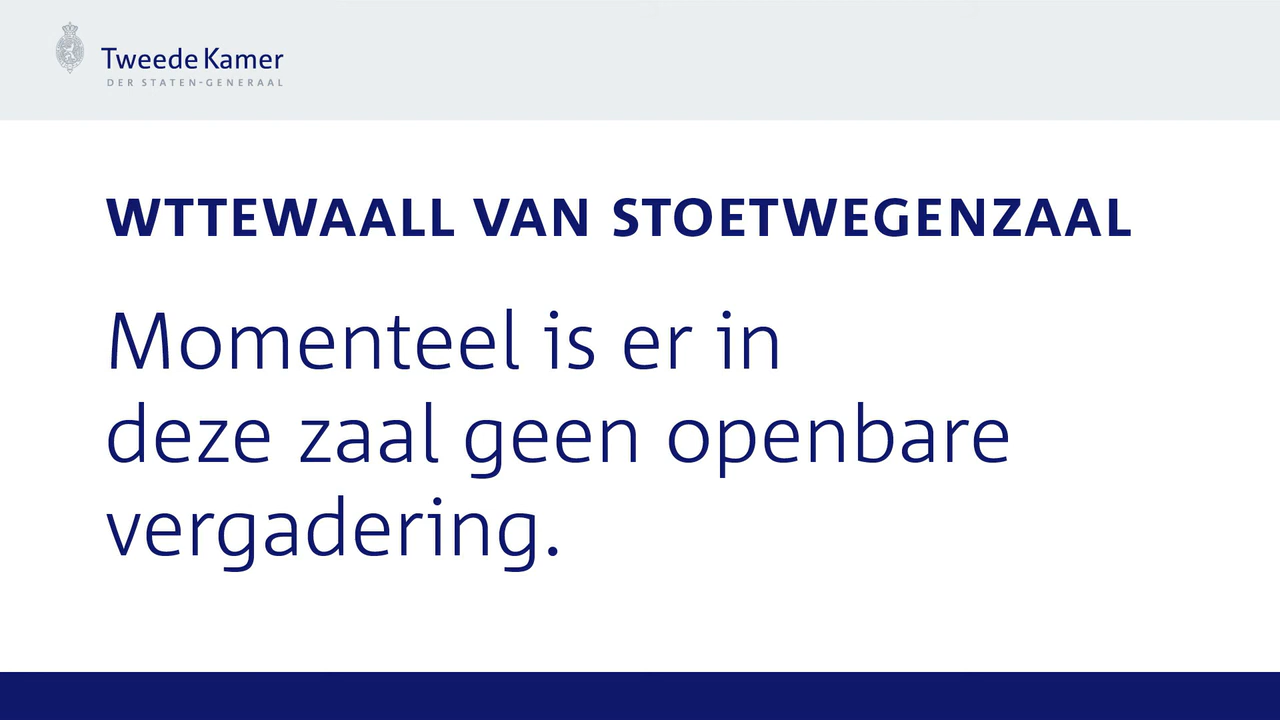 Tweede Kamer
DER STATEN-GENERAAL
WTTEWAALL VAN STOETWEGENZAAL
Momenteel is er in
deze zaal geen openbare
vergadering.